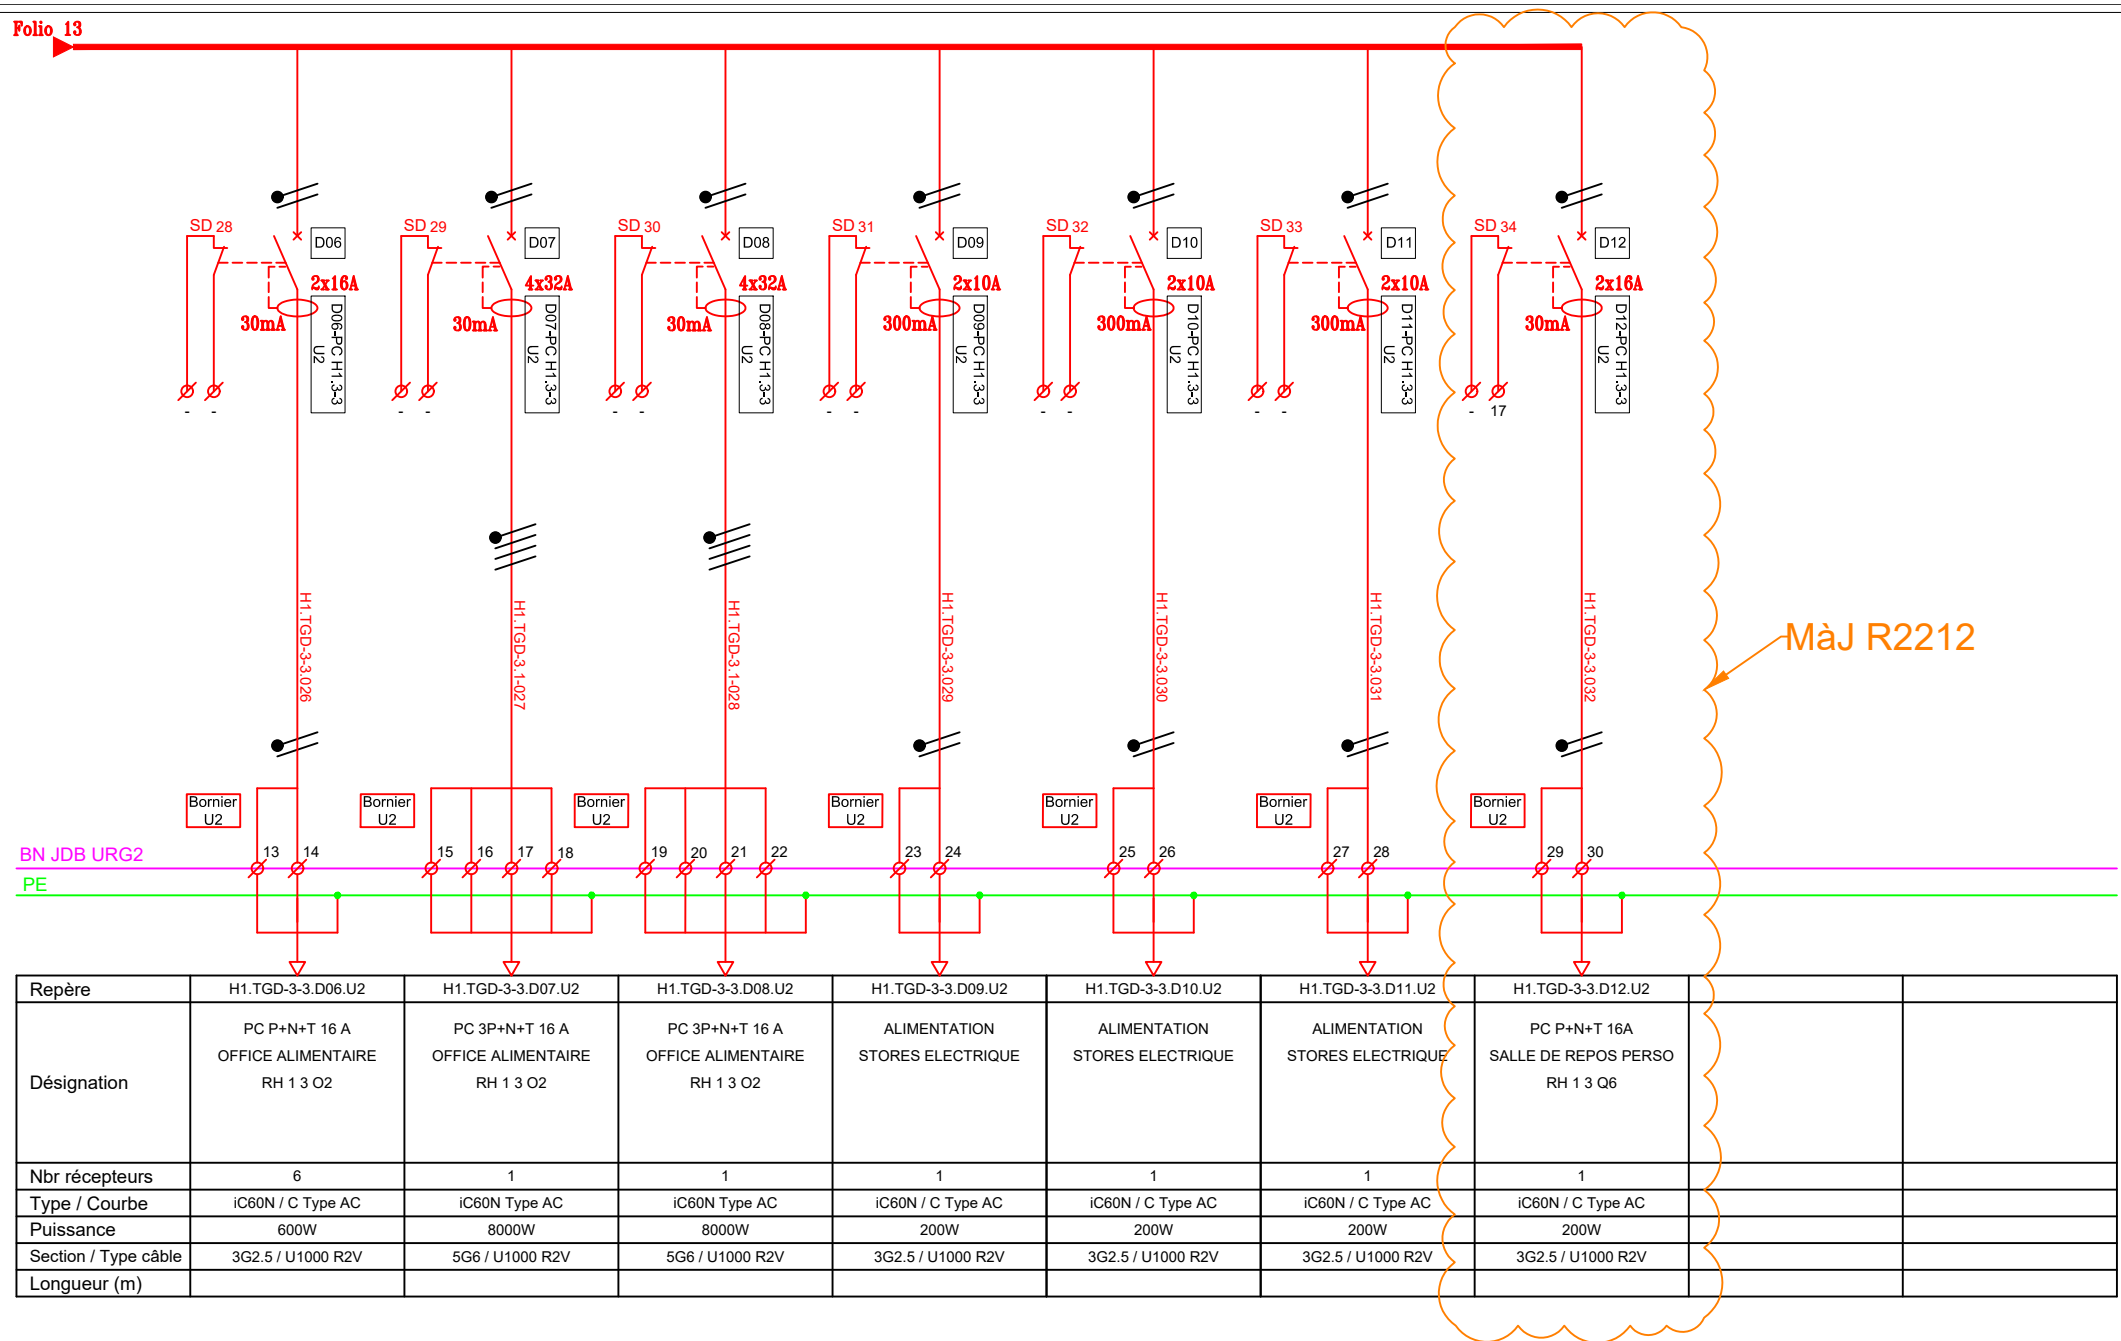 Folio 13
SD 28
D06
2x16A
30mA
D06-PC H1.3-3
U2
- -
SD 29
D07
4x32A
30mA
D07-PC H1.3-3
U2
- -
SD 30
D08
4x32A
30mA
D08-PC H1.3-3
U2
- -
SD 31
D09
2x10A
300mA
D09-PC H1.3-3
U2
- -
SD 32
D10
2x10A
300mA
D10-PC H1.3-3
U2
- -
SD 33
D11
2x10A
300mA
D11-PC H1.3-3
U2
- -
SD 34
D12
2x16A
30mA
D12-PC H1.3-3
U2
- 17
H1.TGD-3-3.026
H1.TGD-3.1-027
H1.TGD-3.1-028
H1.TGD-3-3.029
H1.TGD-3-3.030
H1.TGD-3-3.031
H1.TGD-3-3.032
MàJ R2212
Bornier
U2
Bornier
U2
Bornier
U2
Bornier
U2
Bornier
U2
Bornier
U2
Bornier
U2
BN JDB URG2
13 14 15 16 17 18 19 20 21 22 23 24 25 26 27 28 29 30
PE
Repère H1.TGD-3-3.D06.U2 H1.TGD-3-3.D07.U2 H1.TGD-3-3.D08.U2 H1.TGD-3-3.D09.U2 H1.TGD-3-3.D10.U2 H1.TGD-3-3.D11.U2 H1.TGD-3-3.D12.U2
Désignation
PC P+N+T 16 A
OFFICE ALIMENTAIRE
RH 1 3 O2
PC 3P+N+T 16 A
OFFICE ALIMENTAIRE
RH 1 3 O2
PC 3P+N+T 16 A
OFFICE ALIMENTAIRE
RH 1 3 O2
ALIMENTATION
STORES ELECTRIQUE
ALIMENTATION
STORES ELECTRIQUE
ALIMENTATION
STORES ELECTRIQUE
PC P+N+T 16A
SALLE DE REPOS PERSO
RH 1 3 Q6
Nbr récepteurs 6 1 1 1 1 1 1
Type / Courbe iC60N / C Type AC iC60N Type AC iC60N Type AC iC60N / C Type AC iC60N / C Type AC iC60N / C Type AC iC60N / C Type AC
Puissance 600W 8000W 8000W 200W 200W 200W 200W
Section / Type câble 3G2.5 / U1000 R2V 5G6 / U1000 R2V 5G6 / U1000 R2V 3G2.5 / U1000 R2V 3G2.5 / U1000 R2V 3G2.5 / U1000 R2V 3G2.5 / U1000 R2V
Longueur (m)